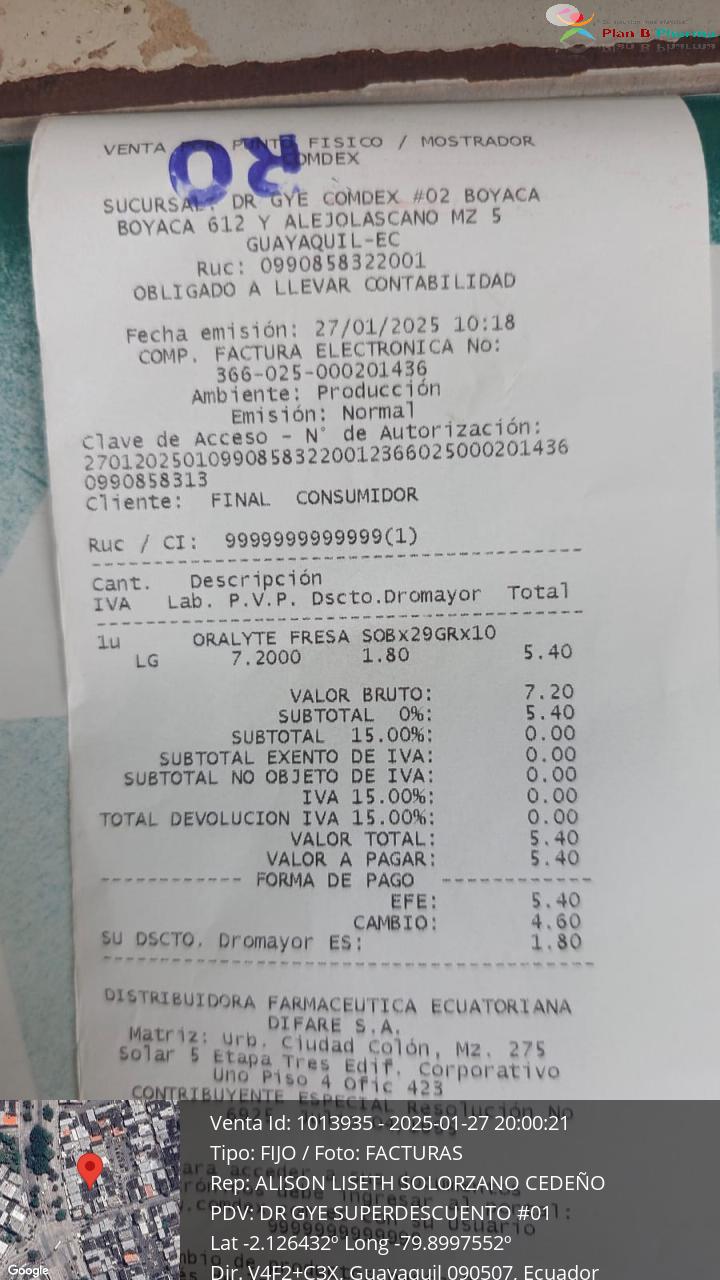 Plan B Pharma
VENTA PUNTO FISICO / MOSTRADOR
COMDEX
RO
SUCURSAL: DR GYE COMDEX #02 BOYACA
BOYACA 612 Y ALEJOLASCANO MZ 5
GUAYAQUIL-EC
Ruc: 0990858322001
OBLIGADO A LLEVAR CONTABILIDAD
Fecha emisión: 27/01/2025 10:18
COMP. FACTURA ELECTRONICA No:
366-025-000201436
Ambiente: Producción
Emisión: Normal
Clave de Acceso - N° de Autorización:
270120250109908583220012366025000201436
0990858313
Cliente: FINAL CONSUMIDOR
Ruc / CI: 9999999999999(1)
Cant. Descripción
IVA Lab. P.V.P. Dscto.Dromayor Total
1u ORALYTE FRESA SOBx29GRx10
LG 7.2000 1.80 5.40
VALOR BRUTO: 7.20
SUBTOTAL 0%: 5.40
SUBTOTAL 15.00%: 0.00
SUBTOTAL EXENTO DE IVA: 0.00
SUBTOTAL NO OBJETO DE IVA: 0.00
IVA 15.00%: 0.00
TOTAL DEVOLUCION IVA 15.00%: 0.00
VALOR TOTAL: 5.40
VALOR A PAGAR: 5.40
------------ FORMA DE PAGO -------------
EFE: 5.40
CAMBIO: 4.60
SU DSCTO. Dromayor ES: 1.80
DISTRIBUIDORA FARMACEUTICA ECUATORIANA
DIFARE S.A.
Matriz: Urb. Ciudad Colón, Mz. 275
Solar 5 Etapa Tres Edif. Corporativo
Uno Piso 4 Ofic 423
CONTRIBUYENTE ESPECIAL Resolución No
Venta Id: 1013935 - 2025-01-27 20:00:21
Tipo: FIJO / Foto: FACTURAS
Rep: ALISON LISETH SOLORZANO CEDEÑO
PDV: DR GYE SUPERDESCUENTO #01
Lat -2.126432º Long -79.8997552º
Dir. V4F2+C3X, Guayaquil 090507, Ecuador
Google